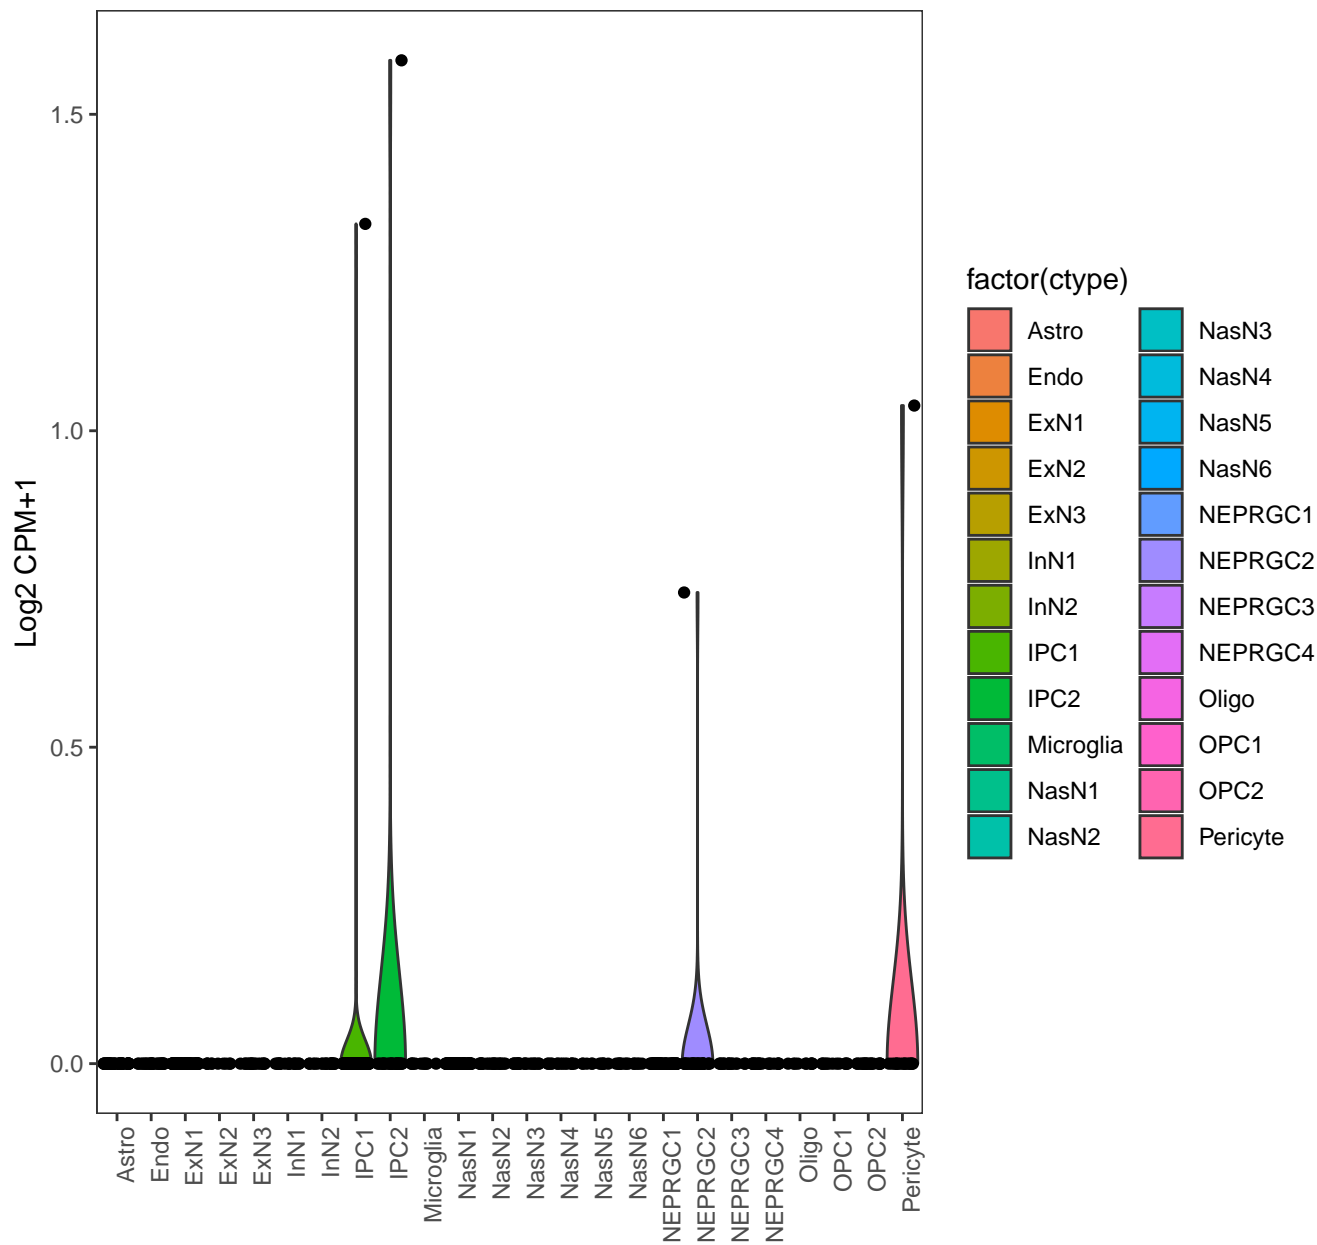 Log2 CPM+1
1.5
1.0
0.5
0.0
Astro
Endo
ExN1
ExN2
ExN3
InN1
InN2
IPC1
IPC2
Microglia
NasN1
NasN2
NasN3
NasN4
NasN5
NasN6
NEPRGC1
NEPRGC2
NEPRGC3
NEPRGC4
Oligo
OPC1
OPC2
Pericyte
factor(ctype)
Astro
Endo
ExN1
ExN2
ExN3
InN1
InN2
IPC1
IPC2
Microglia
NasN1
NasN2
NasN3
NasN4
NasN5
NasN6
NEPRGC1
NEPRGC2
NEPRGC3
NEPRGC4
Oligo
OPC1
OPC2
Pericyte